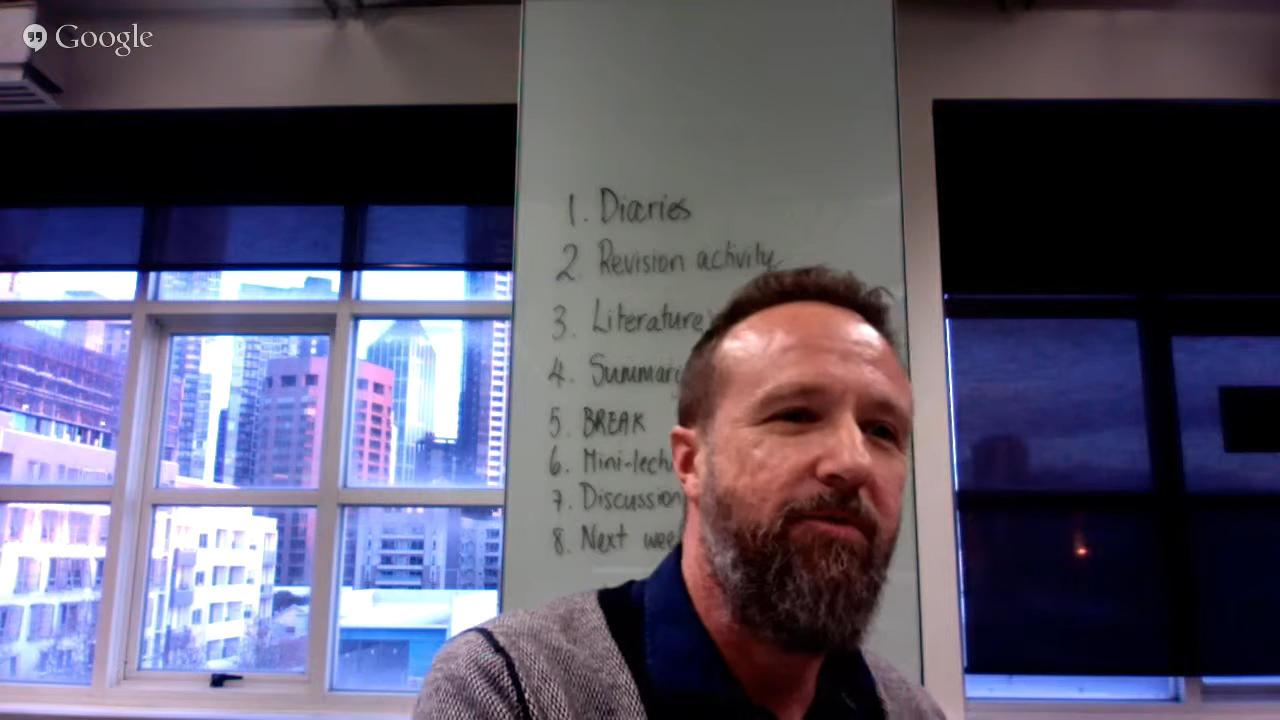 Google
1. Diaries
2. Revision activity
3. Literature
4.
5. BREAK
6.
7. Discussion
8. Next